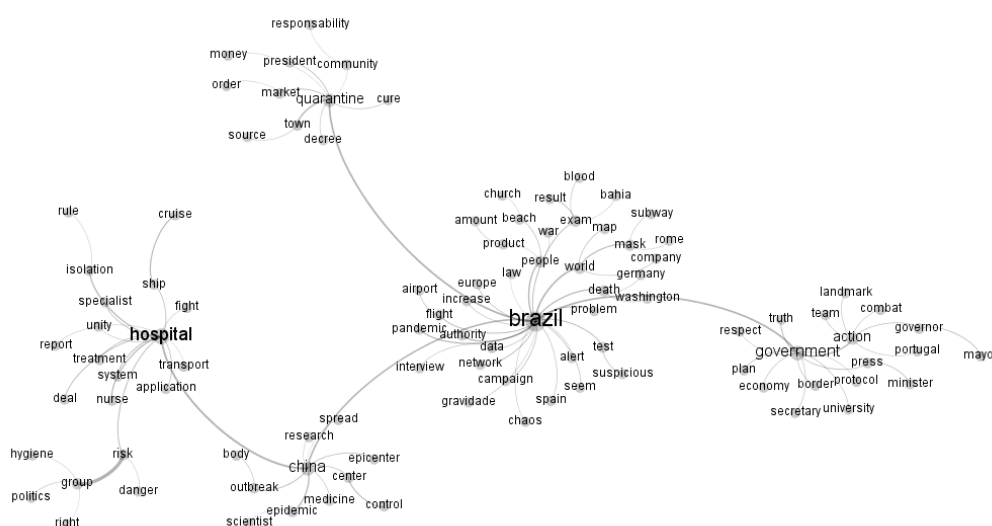 responsability
money
president
community
order
market
quarantine
cure
town
source
decree
blood
church
result
bahia
rule
cruise
beach
exam
subway
amount
war
map
product
mask
rome
people
company
isolation
law
world
germany
ship
europe
airport
death
specialist
fight
increase
washington
landmark
flight
problem
combat
unity
hospital
pandemic
brazil
truth
team
governor
authority
respect
action
report
data
test
government
portugal
mayo
treatment
interview
network
alert
press
system
transport
plan
protocol
application
campaign
suspicious
economy
border
minister
deal
nurse
seem
gravidade
spain
secretary
university
spread
chaos
research
hygiene
risk
body
china
epicenter
center
group
outbreak
politics
danger
medicine
control
epidemic
right
scientist